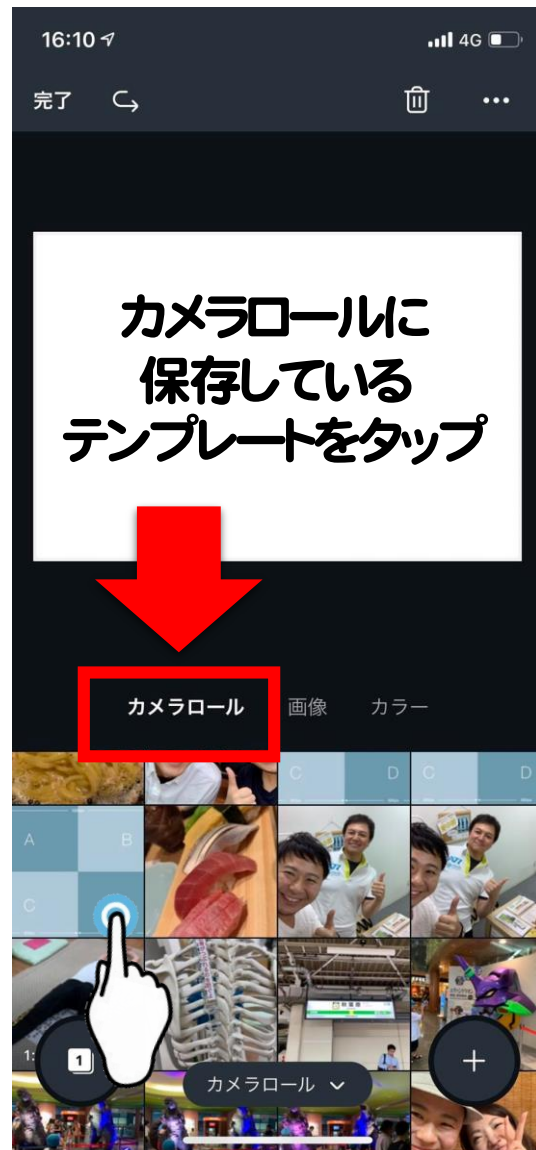 16:10
4G
完了
カメラロールに
保存している
テンプレートをタップ
カメラロール
画像
カラー
C D C D
A B
C
1
カメラロール